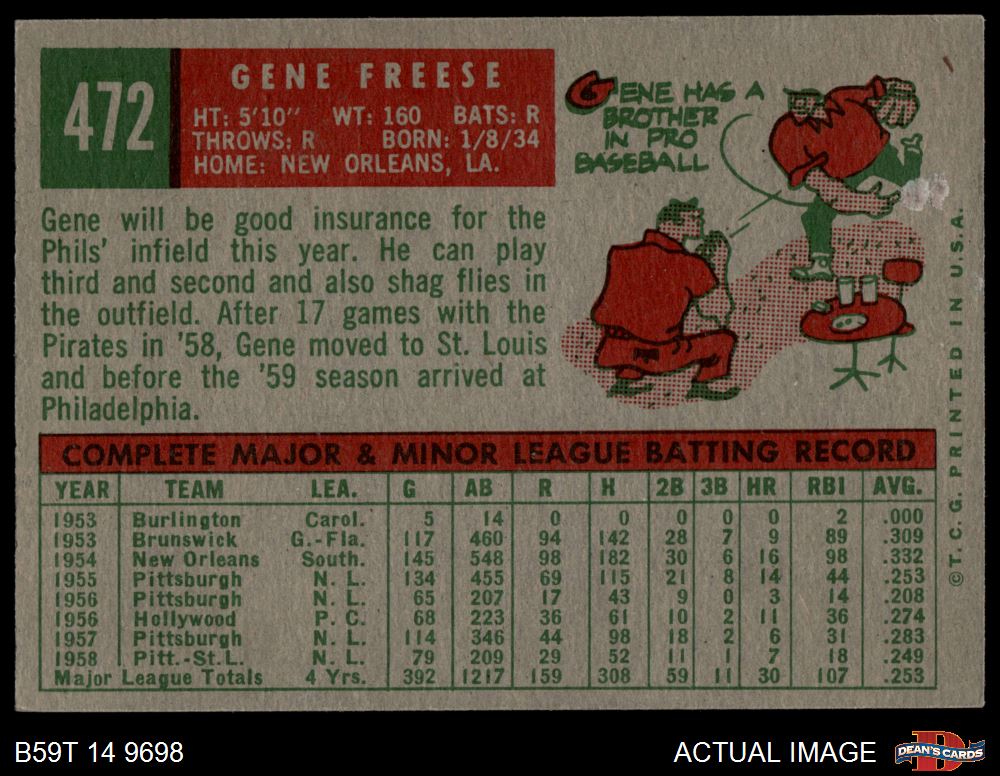 472
GENE FREESE
HT: 5'10" WT: 160 BATS: R
THROWS: R BORN: 1/8/34
HOME: NEW ORLEANS, LA.
GENE HAS A
BROTHER
IN PRO
BASEBALL
Gene will be good insurance for the
Phils' infield this year. He can play
third and second and also shag flies in
the outfield. After 17 games with the
Pirates in '58, Gene moved to St. Louis
and before the '59 season arrived at
Philadelphia.
COMPLETE MAJOR & MINOR LEAGUE BATTING RECORD
YEAR TEAM LEA. G AB R H 2B 3B HR RBI AVG.
1953 Burlington Carol. 5 14 0 0 0 0 0 2 .000
1953 Brunswick G.-Fla. 117 460 94 142 28 7 9 89 .309
1954 New Orleans South. 145 548 98 182 30 6 16 98 .332
1955 Pittsburgh N. L. 134 455 69 115 21 8 14 44 .253
1956 Pittsburgh N. L. 65 207 17 43 9 0 3 14 .208
1956 Hollywood P. C. 68 223 36 61 10 2 11 36 .274
1957 Pittsburgh N. L. 114 346 44 98 18 2 6 31 .283
1958 Pitt.-St.L. N. L. 79 209 29 52 11 1 7 18 .249
Major League Totals 4 Yrs. 392 1217 159 308 59 11 30 107 .253
©T. C. G. PRINTED IN U.S.A.
B59T 14 9698
ACTUAL IMAGE
D
DEAN'S CARDS